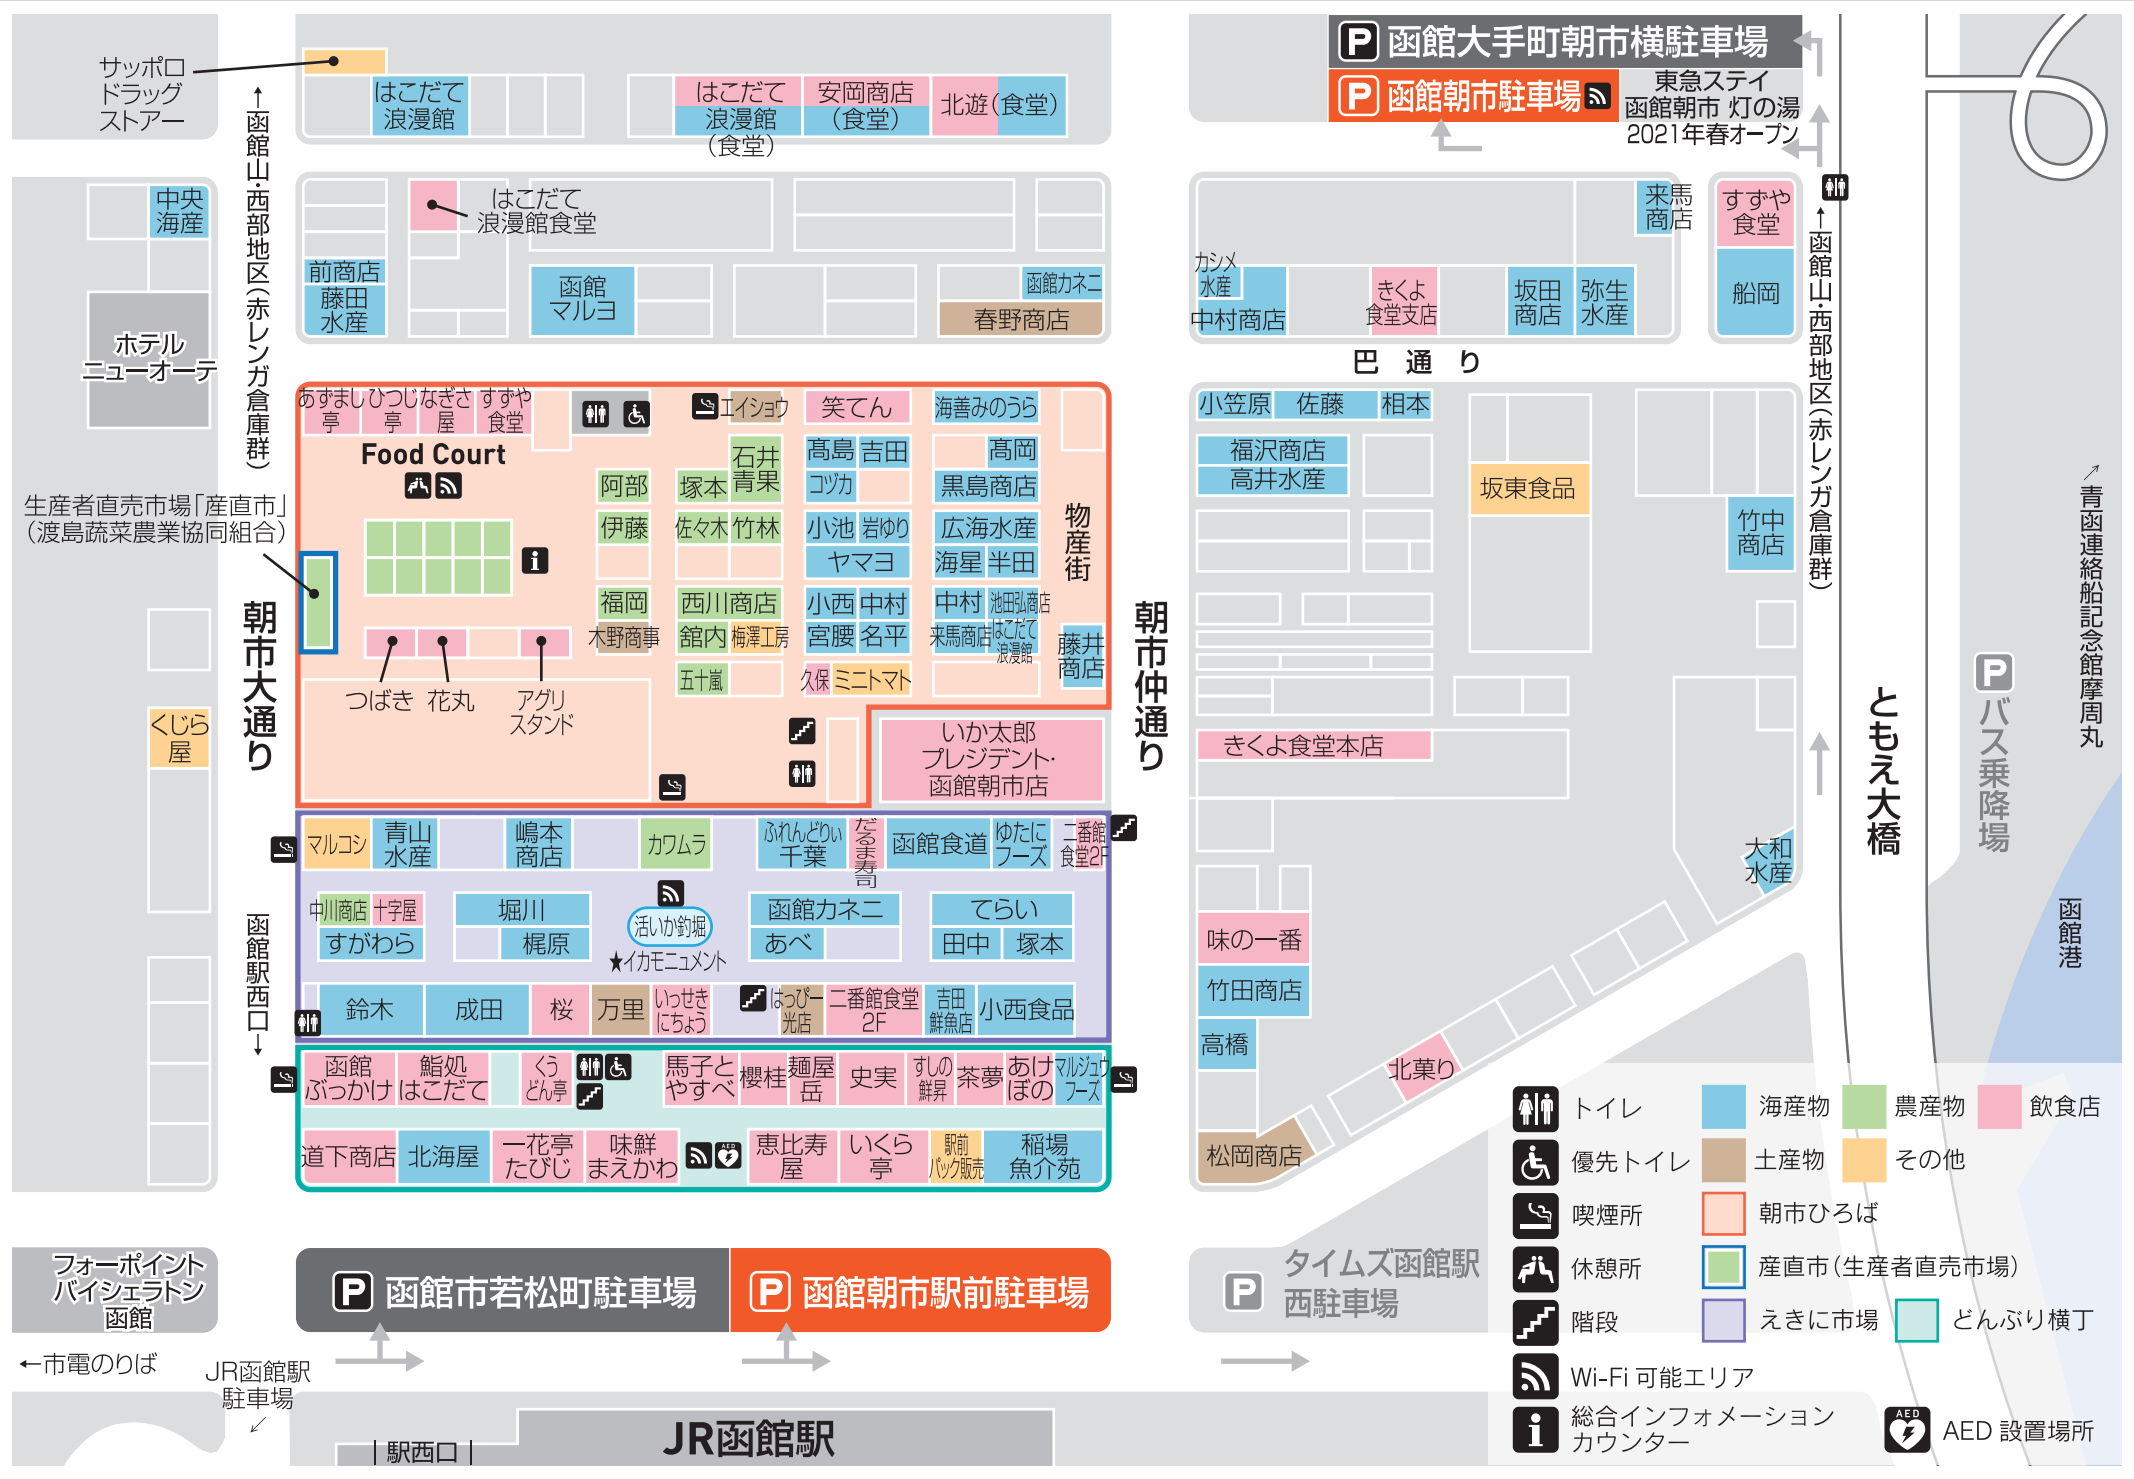 サッポロ
ドラッグ
ストアー
はこだて
浪漫館
はこだて
浪漫館
(食堂)
安岡商店
(食堂)
北遊(食堂)
P 函館大手町朝市横駐車場
P 函館朝市駐車場
東急ステイ
函館朝市 灯の湯
2021年春オープン
←函館山・西部地区(赤レンガ倉庫群)
中央
海産
前商店
藤田
水産
はこだて
浪漫館食堂
函館
マルヨ
函館カネニ
春野商店
カシメ
水産
中村商店
きくよ
食堂支店
坂田
商店
弥生
水産
来馬
商店
すずや
食堂
船岡
←函館山・西部地区(赤レンガ倉庫群)
ホテル
ニューオーテ
巴通り
あずまし
亭
ひつじ
亭
なぎさ
屋
すずや
食堂
Food Court
生産者直売市場「産直市」
(渡島蔬菜農業協同組合)
エイショウ
笑てん
海善みのうら
石井
青果
髙島
吉田
髙岡
阿部
塚本
コヅカ
黒島商店
伊藤
佐々木
竹林
小池
岩ゆり
広海水産
ヤマヨ
海星
半田
物産街
福岡
西川商店
小西
中村
中村
池田弘商店
木野商事
舘内
梅澤工房
宮腰
名平
来馬商店
はこだて
浪漫館
藤井
商店
五十嵐
久保
ミニトマト
つばき
花丸
アグリ
スタンド
いか太郎
プレジデント・
函館朝市店
朝市大通り
朝市仲通り
小笠原
佐藤
相本
福沢商店
高井水産
坂東食品
竹中
商店
きくよ食堂本店
大和
水産
ともえ大橋
P
バス乗降場
↗青函連絡船記念館摩周丸
函館港
くじら
屋
マルコシ
青山
水産
嶋本
商店
カワムラ
ふれんどりぃ
千葉
だるま寿司
函館食道
ゆたに
フーズ
二番館
食堂2F
中川商店
十字屋
すがわら
堀川
梶原
活いか釣堀
★イカモニュメント
函館カネニ
あべ
てらい
田中
塚本
函館駅西口→
鈴木
成田
桜
万里
いっせき
にちょう
はっぴー
光店
二番館食堂
2F
吉田
鮮魚店
小西食品
味の一番
竹田商店
高橋
北菓り
松岡商店
函館
ぶっかけ
鮨処
はこだて
くう
どん亭
馬子と
やすべ
櫻桂
麺屋
岳
史実
すしの
鮮昇
茶夢
あけ
ぼの
マルジュウ
フーズ
道下商店
北海屋
一花亭
たびじ
味鮮
まえかわ
AED
恵比寿
屋
いくら
亭
駅前
パック販売
稲場
魚介苑
フォーポイント
バイシェラトン
函館
P 函館市若松町駐車場
P 函館朝市駅前駐車場
P
タイムズ函館駅
西駐車場
←市電のりば
JR函館駅
駐車場
↙
駅西口
JR函館駅
トイレ
優先トイレ
喫煙所
休憩所
階段
Wi-Fi 可能エリア
i 総合インフォメーション
カウンター
海産物
農産物
飲食店
土産物
その他
朝市ひろば
産直市(生産者直売市場)
えきに市場
どんぶり横丁
AED
AED 設置場所